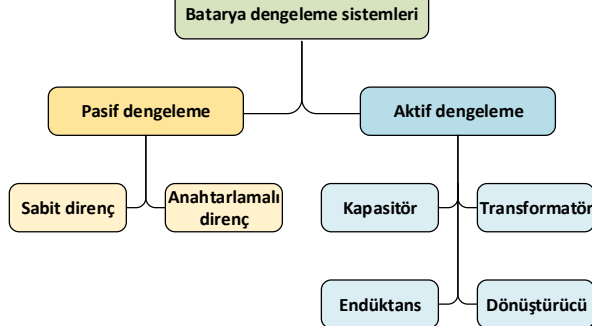 Batarya dengeleme sistemleri
Pasif dengeleme
Aktif dengeleme
Sabit direnç
Anahtarlamalı
direnç
Kapasitör
Transformatör
Endüktans
Dönüştürücü